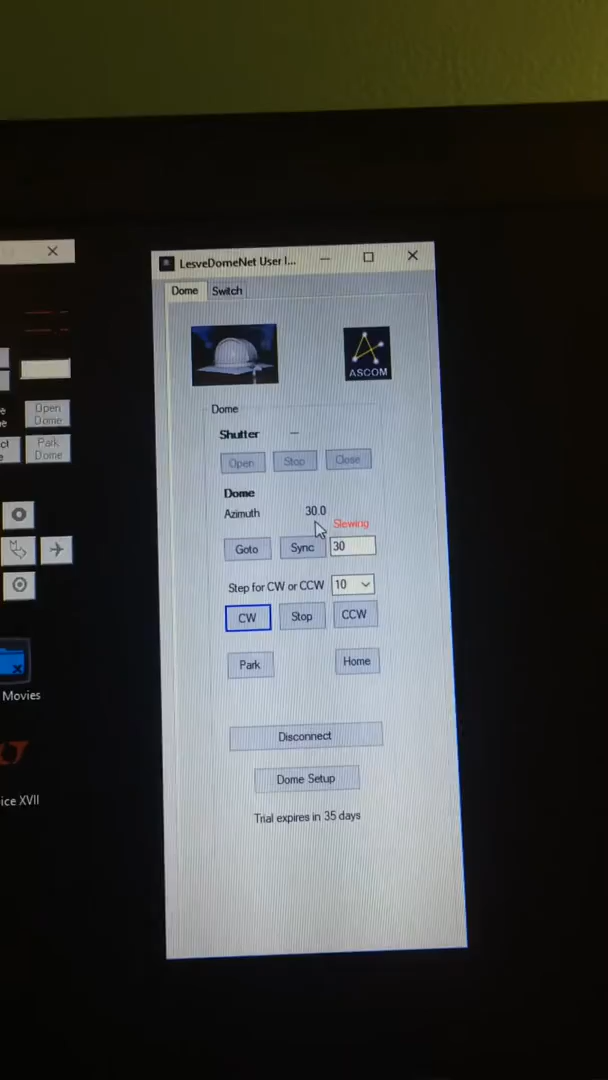 LesveDomeNet User I...
Dome Switch
ASCOM
Dome
Shutter --
Open Stop Close
Dome
Azimuth 30.0
Slewing
Goto Sync 30
Step for CW or CCW 10
CW Stop CCW
Park Home
Disconnect
Dome Setup
Trial expires in 35 days
Open
Dome
Park
Dome
Movies
ice XVII